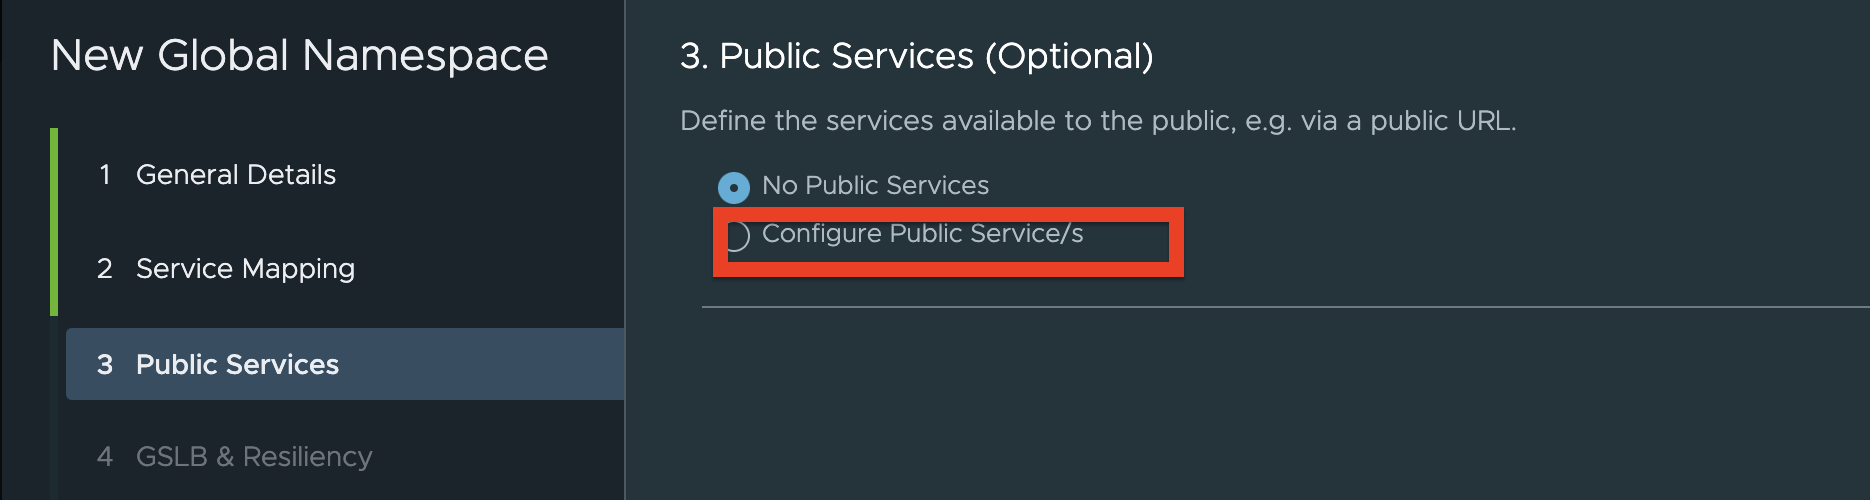 New Global Namespace
1 General Details
2 Service Mapping
3 Public Services
4 GSLB & Resiliency
3. Public Services (Optional)
Define the services available to the public, e.g. via a public URL.
No Public Services
Configure Public Service/s